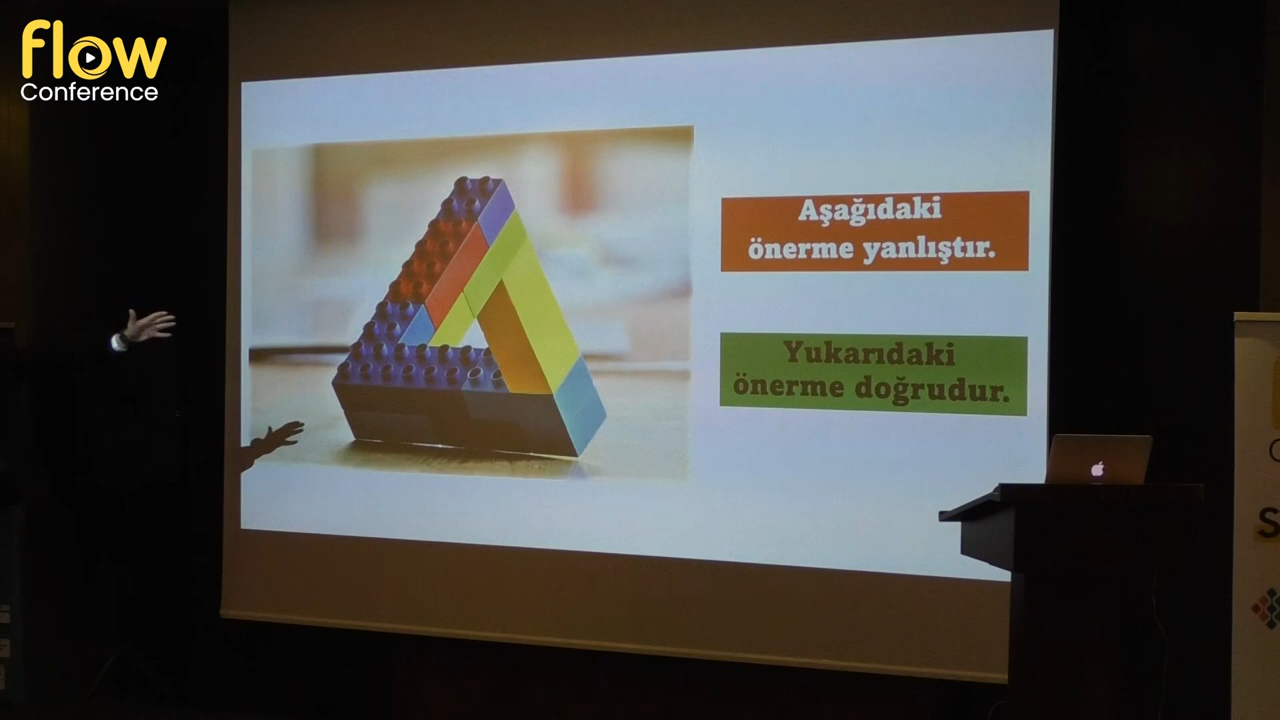 flow
Conference
Aşağıdaki
önerme yanlıştır.
Yukarıdaki
önerme doğrudur.